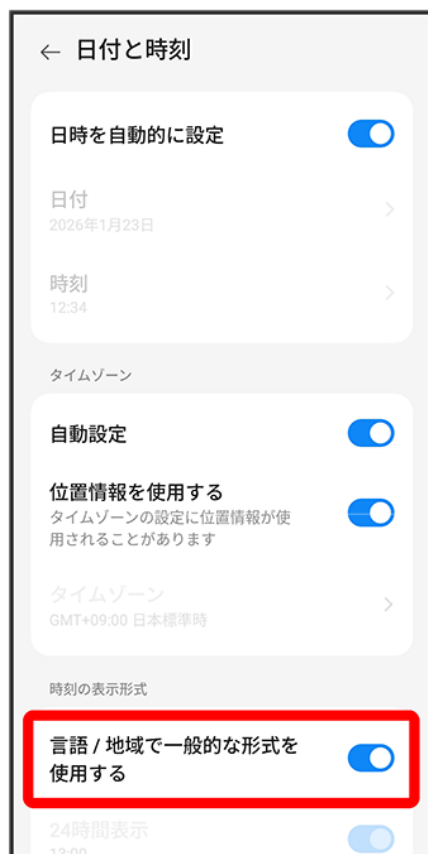 ← 日付と時刻
日時を自動的に設定
日付
2026年1月23日
時刻
12:34
タイムゾーン
自動設定
位置情報を使用する
タイムゾーンの設定に位置情報が使
用されることがあります
タイムゾーン
GMT+09:00 日本標準時
時刻の表示形式
言語 / 地域で一般的な形式を
使用する
24時間表示
13:00